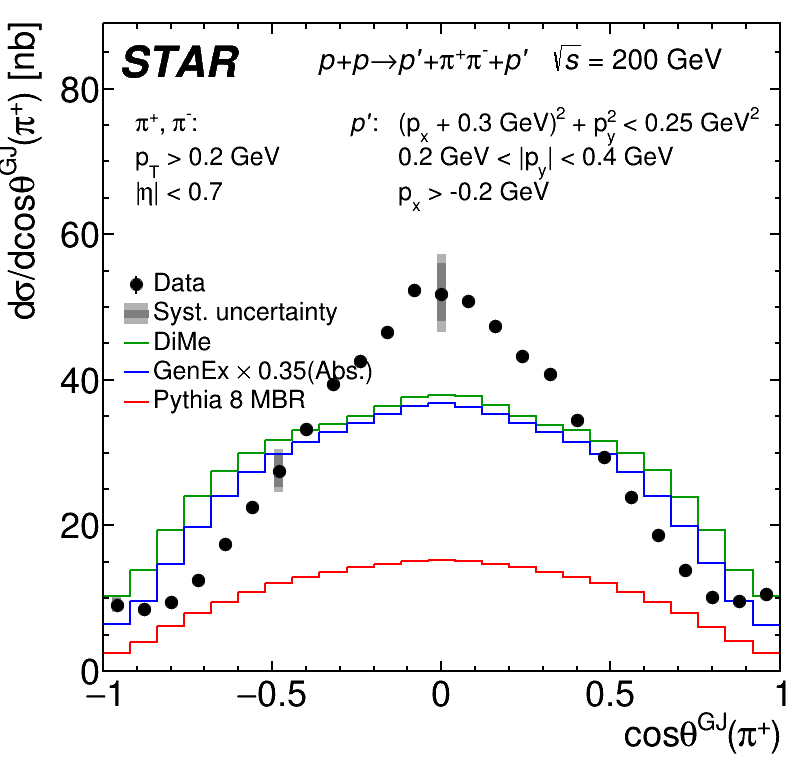 dσ/dcosθ^GJ(π⁺) [nb]
STAR p+p→p′+π⁺π⁻+p′ √s = 200 GeV
π⁺, π⁻: p′: (p_x + 0.3 GeV)² + p_y² < 0.25 GeV²
p_T > 0.2 GeV 0.2 GeV < |p_y| < 0.4 GeV
|η| < 0.7 p_x > -0.2 GeV
Data
Syst. uncertainty
DiMe
GenEx × 0.35(Abs.)
Pythia 8 MBR
80
60
40
20
0
−1 −0.5 0 0.5 1
cosθ^GJ(π⁺)